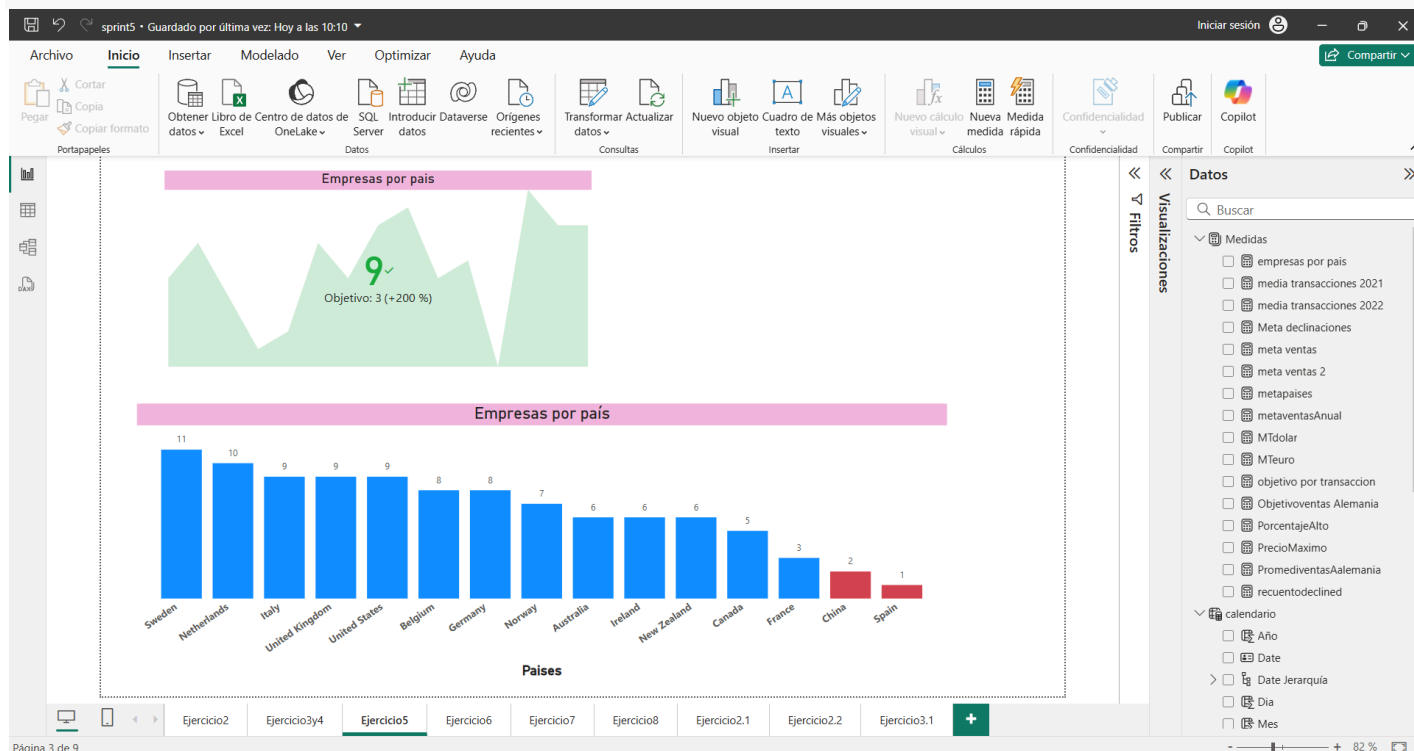 sprint5 • Guardado por última vez: Hoy a las 10:10
Iniciar sesión
Archivo Inicio Insertar Modelado Ver Optimizar Ayuda
Compartir
Pegar
Cortar
Copia
Copiar formato
Obtener datos
Libro de Excel
Centro de datos de OneLake
SQL Server
Introducir datos
Dataverse
Orígenes recientes
Transformar datos
Actualizar
Nuevo objeto visual
Cuadro de texto
Más objetos visuales
Nuevo cálculo visual
Nueva medida
Medida rápida
Confidencialidad
Publicar
Copilot
Portapapeles Datos Consultas Insertar Cálculos Confidencialidad Compartir Copilot
Empresas por pais
9
Objetivo: 3 (+200 %)
Empresas por país
11
10
9
9
9
8
8
7
6
6
6
5
3
2
1
Sweden
Netherlands
Italy
United Kingdom
United States
Belgium
Germany
Norway
Australia
Ireland
New Zealand
Canada
France
China
Spain
Paises
Filtros
Visualizaciones
Datos
Buscar
Medidas
empresas por pais
media transacciones 2021
media transacciones 2022
Meta declinaciones
meta ventas
meta ventas 2
metapaises
metaventasAnual
MTdolar
MTeuro
objetivo por transaccion
Objetivoventas Alemania
PorcentajeAlto
PrecioMaximo
PromediventasAalemania
recuentodeclined
calendario
Año
Date
Date Jerarquía
Dia
Mes
Ejercicio2 Ejercicio3y4 Ejercicio5 Ejercicio6 Ejercicio7 Ejercicio8 Ejercicio2.1 Ejercicio2.2 Ejercicio3.1 +
Página 3 de 9
- + 82 %